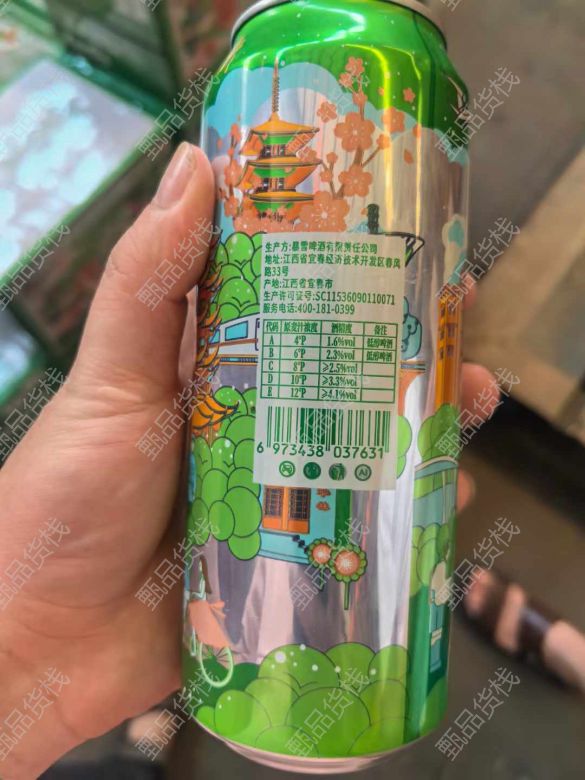 生产方:暴雪啤酒有限责任公司
地址:江西省宜春经济技术开发区春风
路33号
产地:江西省宜春市
生产许可证号:SC11536090110071
服务电话:400-181-0399
代码 原麦汁浓度 酒精度 备注
A 4°P 1.6%vol 低醇啤酒
B 6°P 2.3%vol 低醇啤酒
C 8°P ≥2.5%vol
D 10°P ≥3.3%vol
E 12°P ≥4.1%vol
6 973438 037631
甄品货栈